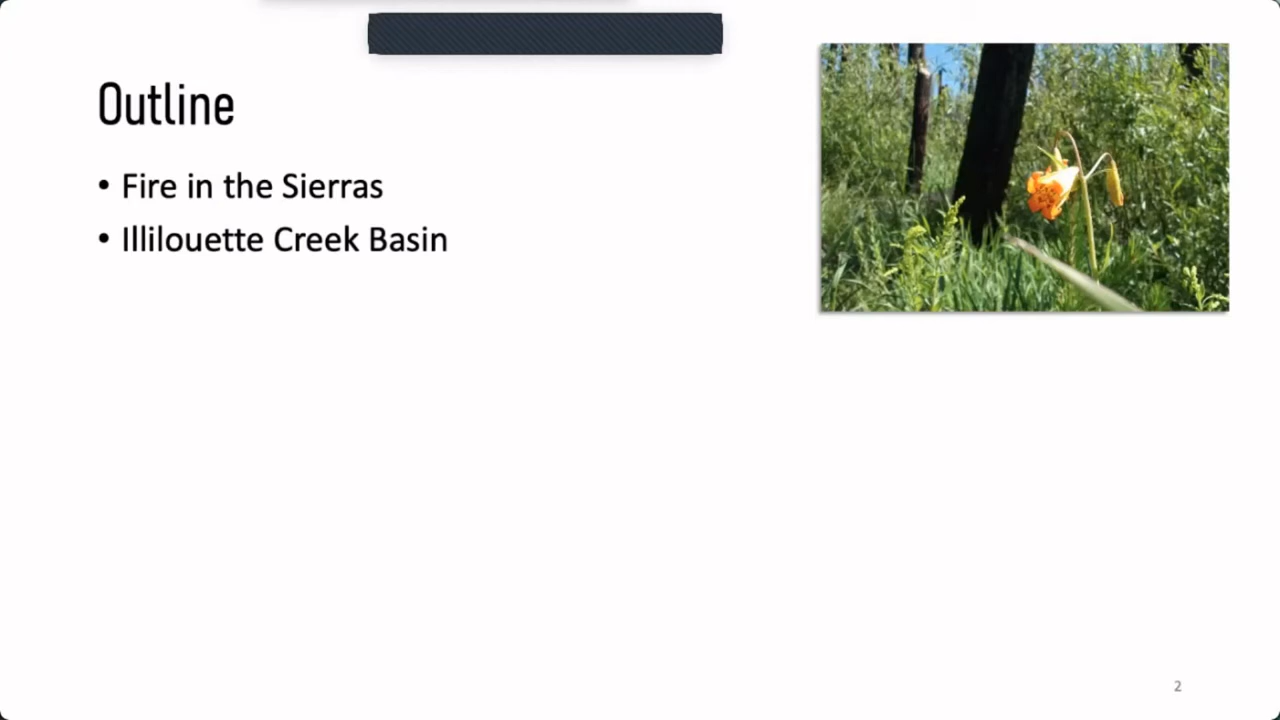 Outline
• Fire in the Sierras
• Illilouette Creek Basin
2